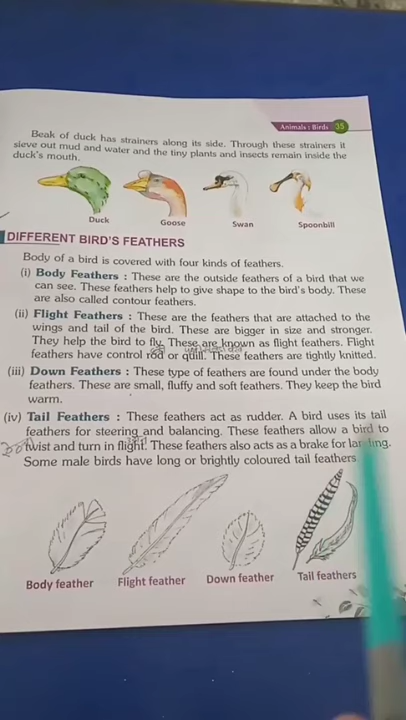 Animals : Birds 35
Beak of duck has strainers along its side. Through these strainers it
sieve out mud and water and the tiny plants and insects remain inside the
duck's mouth.
Duck Goose Swan Spoonbill
DIFFERENT BIRD'S FEATHERS
Body of a bird is covered with four kinds of feathers.
(i) Body Feathers : These are the outside feathers of a bird that we
can see. These feathers help to give shape to the bird's body. These
are also called contour feathers.
(ii) Flight Feathers : These are the feathers that are attached to the
wings and tail of the bird. These are bigger in size and stronger.
They help the bird to fly. These are known as flight feathers. Flight
feathers have control rod or quill. These feathers are tightly knitted.
(iii) Down Feathers : These type of feathers are found under the body
feathers. These are small, fluffy and soft feathers. They keep the bird
warm.
(iv) Tail Feathers : These feathers act as rudder. A bird uses its tail
feathers for steering and balancing. These feathers allow a bird to
twist and turn in flight. These feathers also acts as a brake for landing.
Some male birds have long or brightly coloured tail feathers.
Body feather Flight feather Down feather Tail feathers